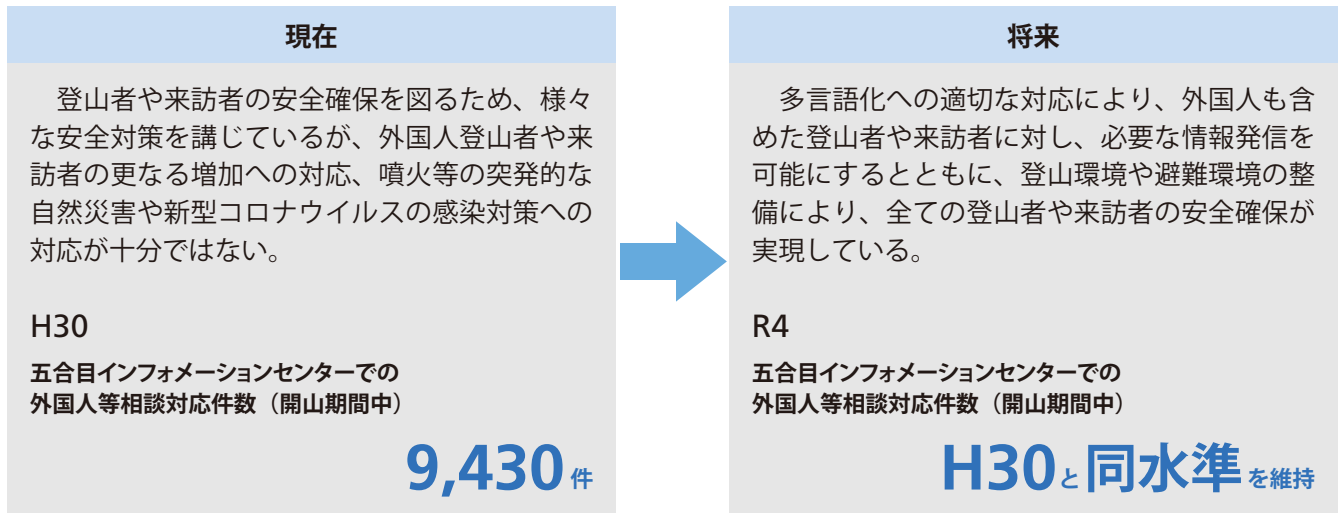 現在
　登山者や来訪者の安全確保を図るため、様々
な安全対策を講じているが、外国人登山者や来
訪者の更なる増加への対応、噴火等の突発的な
自然災害や新型コロナウイルスの感染対策への
対応が十分ではない。
H30
五合目インフォメーションセンターでの
外国人等相談対応件数（開山期間中）
9,430件
将来
　多言語化への適切な対応により、外国人も含
めた登山者や来訪者に対し、必要な情報発信を
可能にするとともに、登山環境や避難環境の整
備により、全ての登山者や来訪者の安全確保が
実現している。
R4
五合目インフォメーションセンターでの
外国人等相談対応件数（開山期間中）
H30と同水準を維持